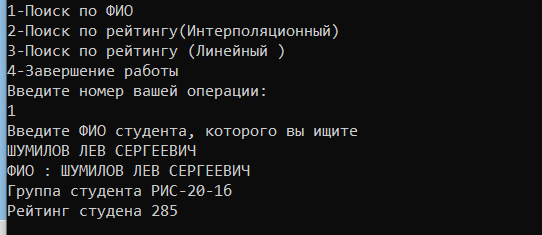 1-Поиск по ФИО
2-Поиск по рейтингу(Интерполяционный)
3-Поиск по рейтингу (Линейный )
4-Завершение работы
Введите номер вашей операции:
1
Введите ФИО студента, которого вы ищите
ШУМИЛОВ ЛЕВ СЕРГЕЕВИЧ
ФИО : ШУМИЛОВ ЛЕВ СЕРГЕЕВИЧ
Группа студента РИС-20-1б
Рейтинг студена 285